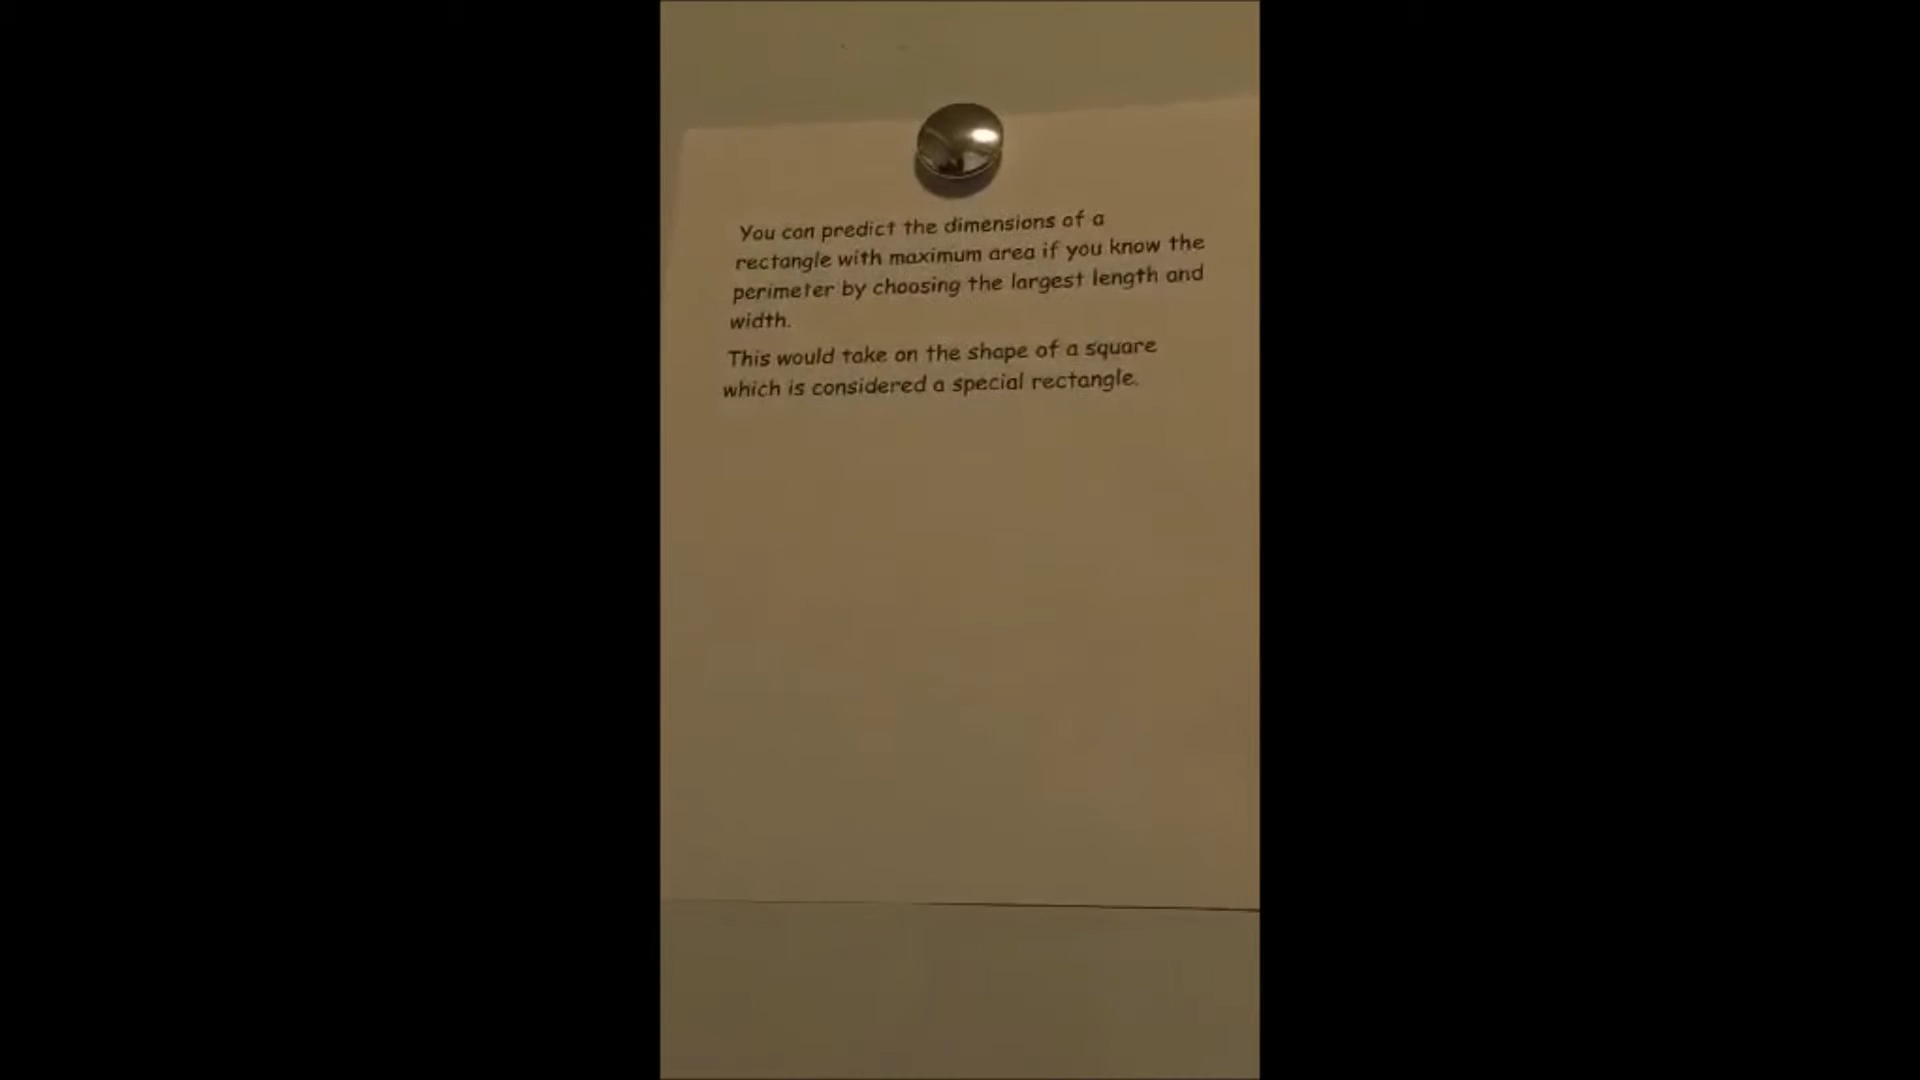 You can predict the dimensions of a
rectangle with maximum area if you know the
perimeter by choosing the largest length and
width.
This would take on the shape of a square
which is considered a special rectangle.